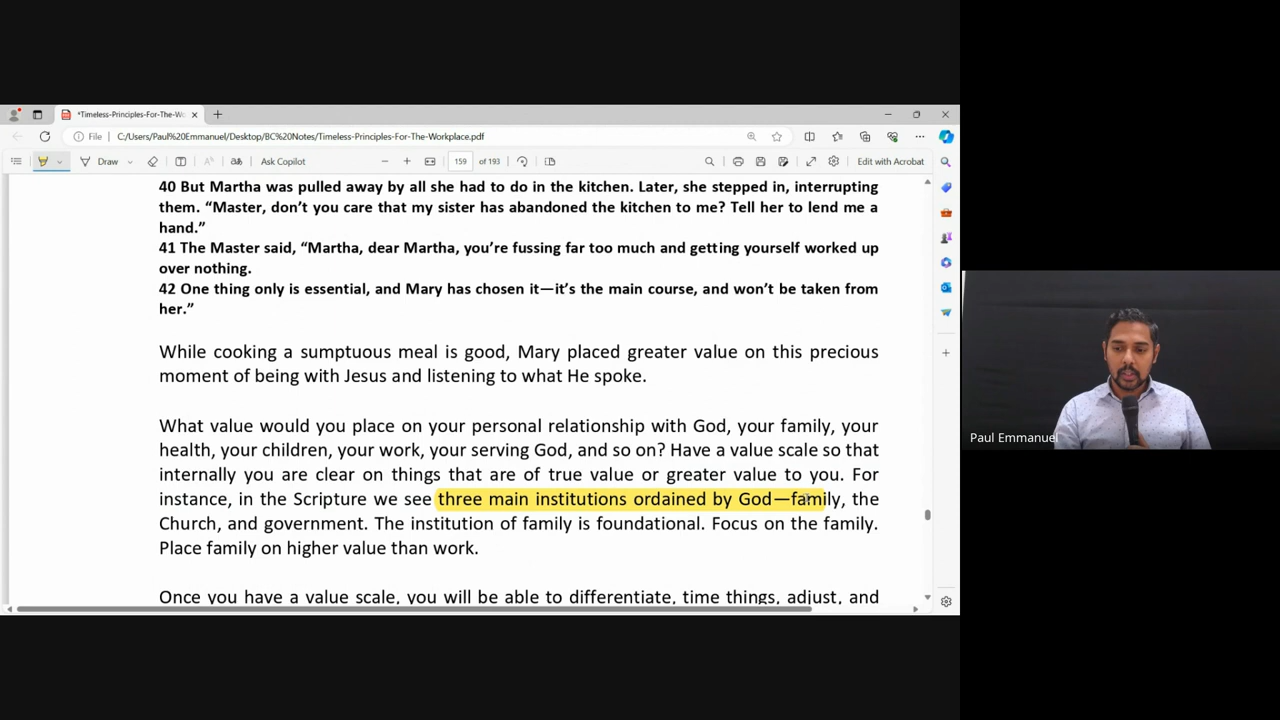 *Timeless-Principles-For-The-Wo
File
C:/Users/Paul%20Emmanuel/Desktop/BC%20Notes/Timeless-Principles-For-The-Workplace.pdf
Draw
Ask Copilot
159 of 193
Edit with Acrobat
40 But Martha was pulled away by all she had to do in the kitchen. Later, she stepped in, interrupting
them. “Master, don’t you care that my sister has abandoned the kitchen to me? Tell her to lend me a
hand.”
41 The Master said, “Martha, dear Martha, you’re fussing far too much and getting yourself worked up
over nothing.
42 One thing only is essential, and Mary has chosen it—it’s the main course, and won’t be taken from
her.”
While cooking a sumptuous meal is good, Mary placed greater value on this precious
moment of being with Jesus and listening to what He spoke.
What value would you place on your personal relationship with God, your family, your
health, your children, your work, your serving God, and so on? Have a value scale so that
internally you are clear on things that are of true value or greater value to you. For
instance, in the Scripture we see three main institutions ordained by God—family, the
Church, and government. The institution of family is foundational. Focus on the family.
Place family on higher value than work.
Once you have a value scale, you will be able to differentiate, time things, adjust, and
Paul Emmanuel